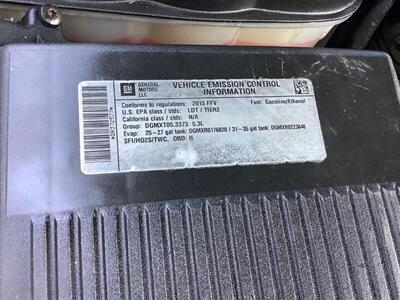 GM
GENERAL MOTORS LLC
VEHICLE EMISSION CONTROL INFORMATION
Conforms to regulations: 2013 FFV Fuel: Gasoline/Ethanol
U.S. EPA class / stds: LDT / TIER2
California class / stds: N/A
Group: DGMXT05.3373 5.3L
Evap: 25 - 27 gal tank: DGMXR0176820 / 31 - 35 gal tank: DGMXR0223840
SFI/HO2S/TWC, OBD: II